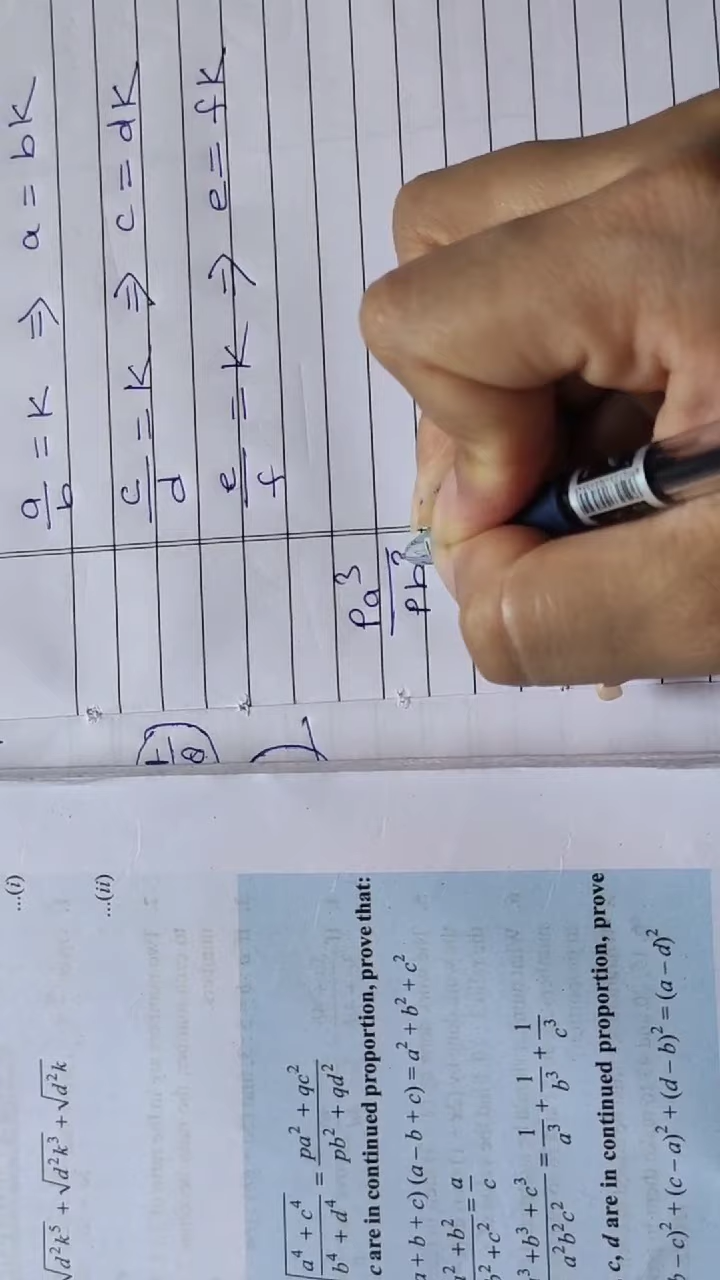 a/b = K ⇒ a = bK
c/d = K ⇒ c = dK
e/f = K ⇒ e = fK
Pa³
Pb
...(i)
√d²k⁵ + √d²k³ + √d²k
...(ii)
√(a⁴ + c⁴)/(b⁴ + d⁴) = (pa² + qc²)/(pb² + qd²)
c are in continued proportion, prove that:
a + b + c) (a – b + c) = a² + b² + c²
a² + b²/b² + c² = a/c
³ + b³ + c³/a²b²c² = 1/a³ + 1/b³ + 1/c³
c, d are in continued proportion, prove
– c)² + (c – a)² + (d – b)² = (a – d)²